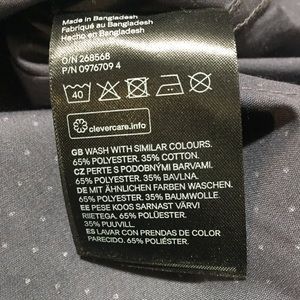 Made in Bangladesh
Fabriqué au Bangladesh
Hecho en Bangladesh
O/N 268568
P/N 0976709 4
40
clevercare.info
GB WASH WITH SIMILAR COLOURS.
65% POLYESTER. 35% COTTON.
CZ PERTE S PODOBNÝMI BARVAMI.
65% POLYESTER. 35% BAVLNA.
DE MIT ÄHNLICHEN FARBEN WASCHEN.
65% POLYESTER. 35% BAUMWOLLE.
EE PESE KOOS SARNAST VÄRVI
RIIETEGA. 65% POLÜESTER.
35% PUUVILL.
ES LAVAR CON PRENDAS DE COLOR
PARECIDO. 65% POLIÉSTER.